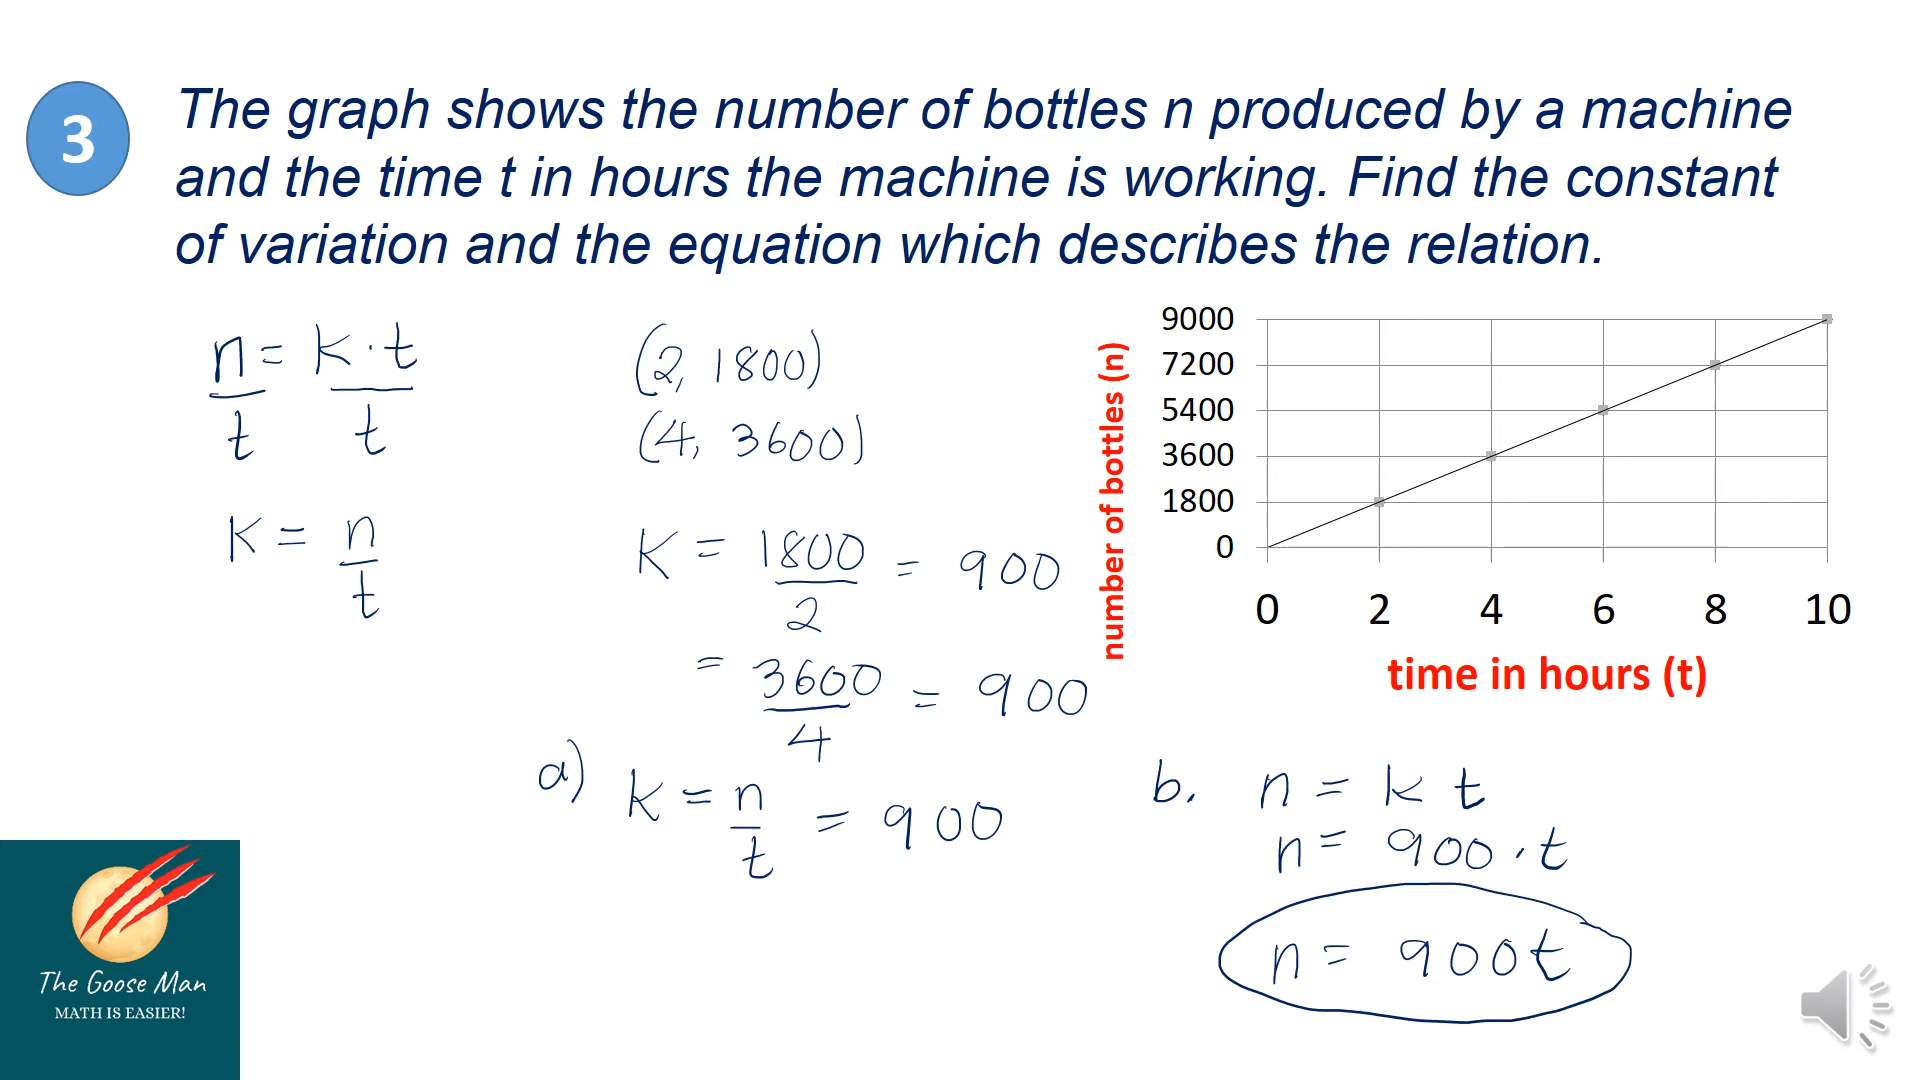 3
The graph shows the number of bottles n produced by a machine
and the time t in hours the machine is working. Find the constant
of variation and the equation which describes the relation.
n = k · t
t t
k = n
t
(2, 1800)
(4, 3600)
K = 1800 = 900
2
= 3600 = 900
4
a) k = n = 900
t
number of bottles (n)
9000
7200
5400
3600
1800
0
0 2 4 6 8 10
time in hours (t)
b. n = k t
n = 900 · t
n = 900t
The Goose Man
MATH IS EASIER!